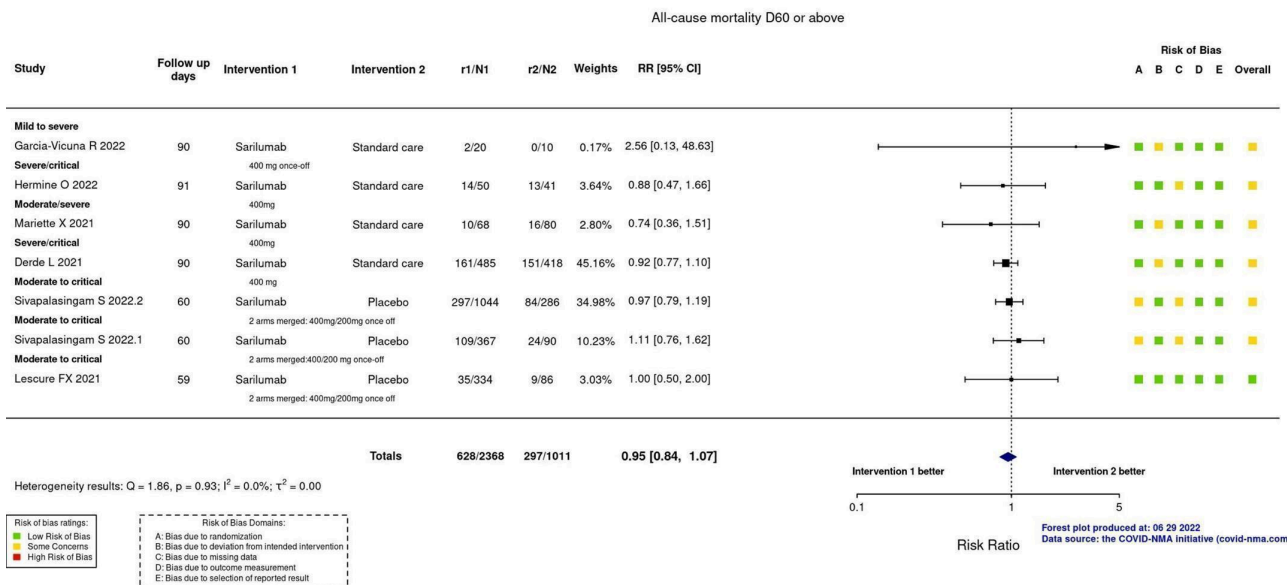 All-cause mortality D60 or above
Risk of Bias
Study Follow up days Intervention 1 Intervention 2 r1/N1 r2/N2 Weights RR [95% CI] A B C D E Overall
Mild to severe
Garcia-Vicuna R 2022 90 Sarilumab Standard care 2/20 0/10 0.17% 2.56 [0.13, 48.63]
Severe/critical 400 mg once-off
Hermine O 2022 91 Sarilumab Standard care 14/50 13/41 3.64% 0.88 [0.47, 1.66]
Moderate/severe 400mg
Mariette X 2021 90 Sarilumab Standard care 10/68 16/80 2.80% 0.74 [0.36, 1.51]
Severe/critical 400mg
Derde L 2021 90 Sarilumab Standard care 161/485 151/418 45.16% 0.92 [0.77, 1.10]
Moderate to critical 400 mg
Sivapalasingam S 2022.2 60 Sarilumab Placebo 297/1044 84/286 34.98% 0.97 [0.79, 1.19]
Moderate to critical 2 arms merged: 400mg/200mg once off
Sivapalasingam S 2022.1 60 Sarilumab Placebo 109/367 24/90 10.23% 1.11 [0.76, 1.62]
Moderate to critical 2 arms merged:400/200 mg once-off
Lescure FX 2021 59 Sarilumab Placebo 35/334 9/86 3.03% 1.00 [0.50, 2.00]
2 arms merged: 400mg/200mg once off
Totals 628/2368 297/1011 0.95 [0.84, 1.07]
Intervention 1 better Intervention 2 better
Heterogeneity results: Q = 1.86, p = 0.93; I² = 0.0%; τ² = 0.00
0.1 1 5
Risk Ratio
Risk of bias ratings:
Low Risk of Bias
Some Concerns
High Risk of Bias
Risk of Bias Domains:
A: Bias due to randomization
B: Bias due to deviation from intended intervention
C: Bias due to missing data
D: Bias due to outcome measurement
E: Bias due to selection of reported result
Forest plot produced at: 06 29 2022
Data source: the COVID-NMA initiative (covid-nma.com